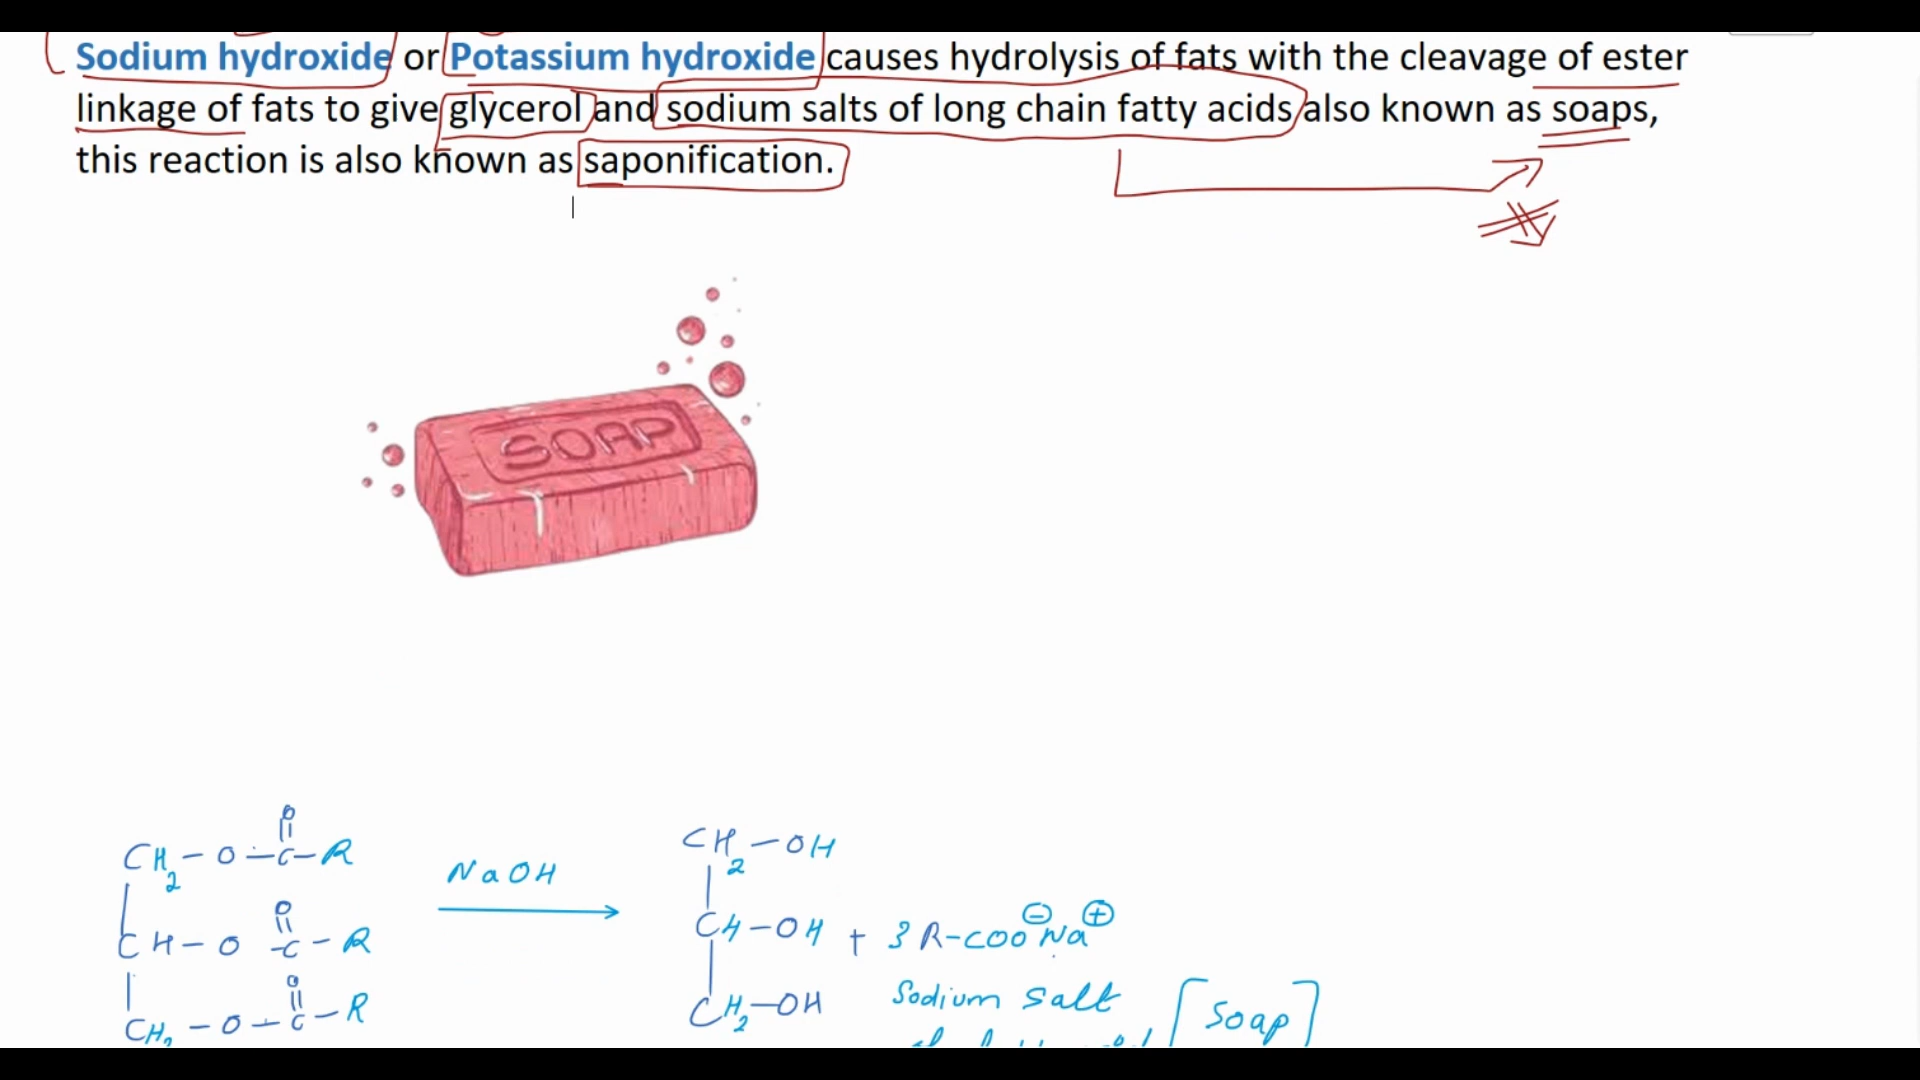 Sodium hydroxide or Potassium hydroxide causes hydrolysis of fats with the cleavage of ester
linkage of fats to give glycerol and sodium salts of long chain fatty acids also known as soaps,
this reaction is also known as saponification.
SOAP
O
CH2-O-C-R
NaOH
CH2-OH
O
CH-O-C-R
CH-OH + 3R-COO⊖Na⊕
O
CH2-O-C-R
CH2-OH
Sodium salt [Soap]